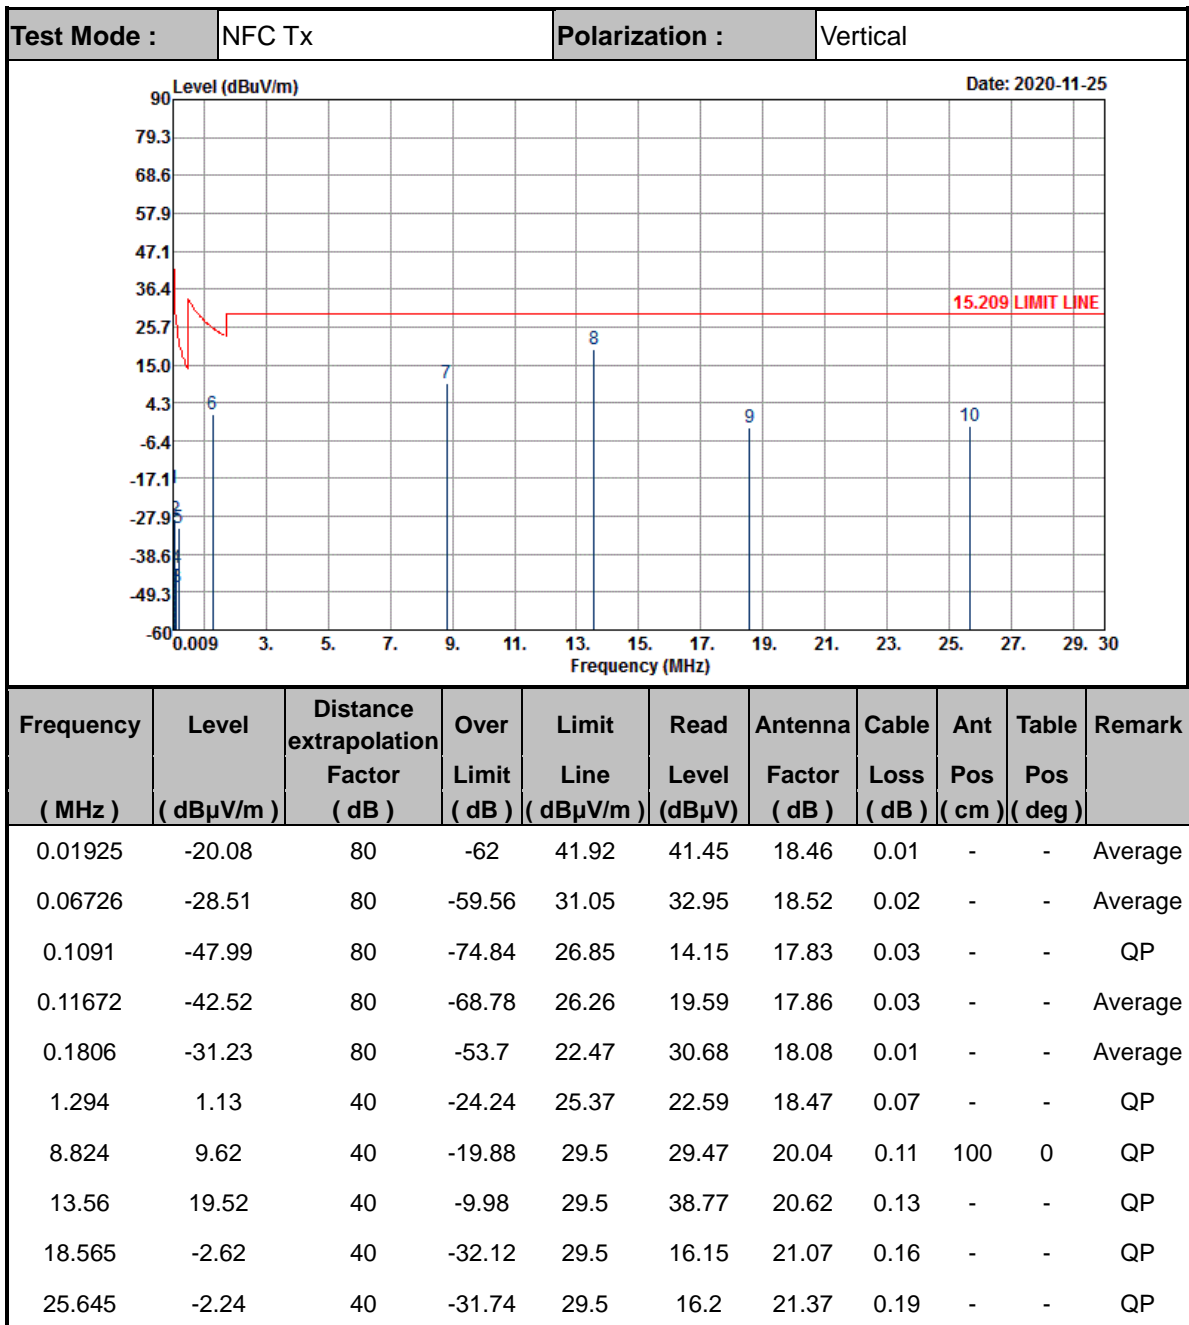 Test Mode : NFC Tx Polarization : Vertical
Level (dBuV/m) Date: 2020-11-25
90
79.3
68.6
57.9
47.1
36.4
15.209 LIMIT LINE
25.7
8
15.0
7
4.3
6
9
10
-6.4
-17.1
1
2
-27.9
5
-38.6
4
-49.3
-60
0.009 3. 5. 7. 9. 11. 13. 15. 17. 19. 21. 23. 25. 27. 29. 30
Frequency (MHz)
Frequency Level Distance extrapolation Over Limit Read Antenna Cable Ant Table Remark
Factor Limit Line Level Factor Loss Pos Pos
( MHz ) ( dBµV/m ) ( dB ) ( dB ) ( dBµV/m ) (dBµV) ( dB ) ( dB ) ( cm ) ( deg )
0.01925 -20.08 80 -62 41.92 41.45 18.46 0.01 - - Average
0.06726 -28.51 80 -59.56 31.05 32.95 18.52 0.02 - - Average
0.1091 -47.99 80 -74.84 26.85 14.15 17.83 0.03 - - QP
0.11672 -42.52 80 -68.78 26.26 19.59 17.86 0.03 - - Average
0.1806 -31.23 80 -53.7 22.47 30.68 18.08 0.01 - - Average
1.294 1.13 40 -24.24 25.37 22.59 18.47 0.07 - - QP
8.824 9.62 40 -19.88 29.5 29.47 20.04 0.11 100 0 QP
13.56 19.52 40 -9.98 29.5 38.77 20.62 0.13 - - QP
18.565 -2.62 40 -32.12 29.5 16.15 21.07 0.16 - - QP
25.645 -2.24 40 -31.74 29.5 16.2 21.37 0.19 - - QP